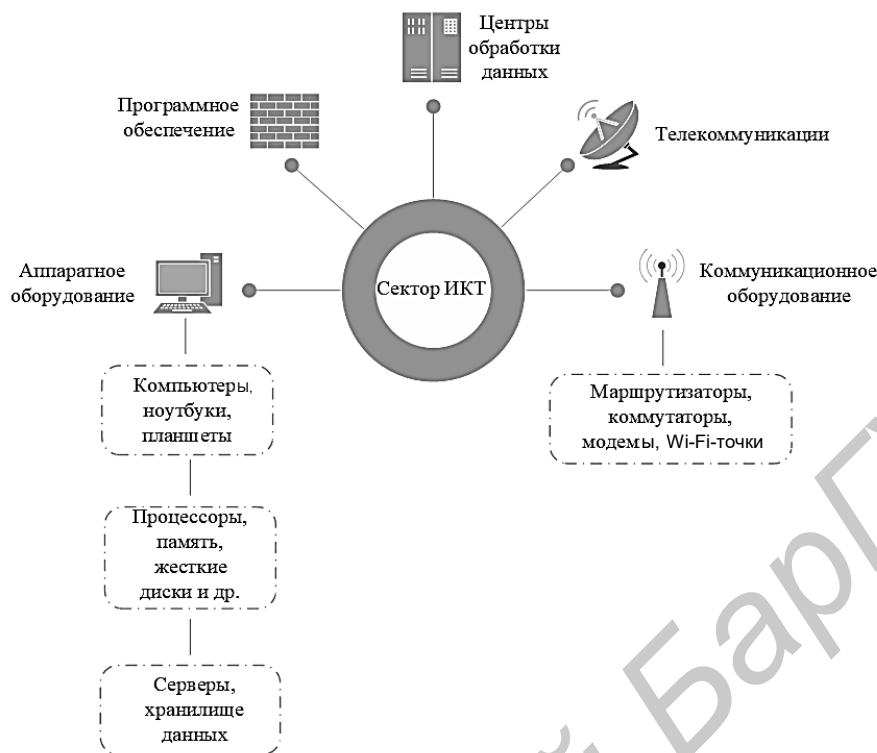 Центры
обработки
данных
Программное
обеспечение
Телекоммуникации
Аппаратное
оборудование
Сектор ИКТ
Коммуникационное
оборудование
Компьютеры,
ноутбуки,
планшеты
Маршрутизаторы,
коммутаторы,
модемы, Wi-Fi-точки
Процессоры,
память,
жесткие
диски и др.
Серверы,
хранилище
данных